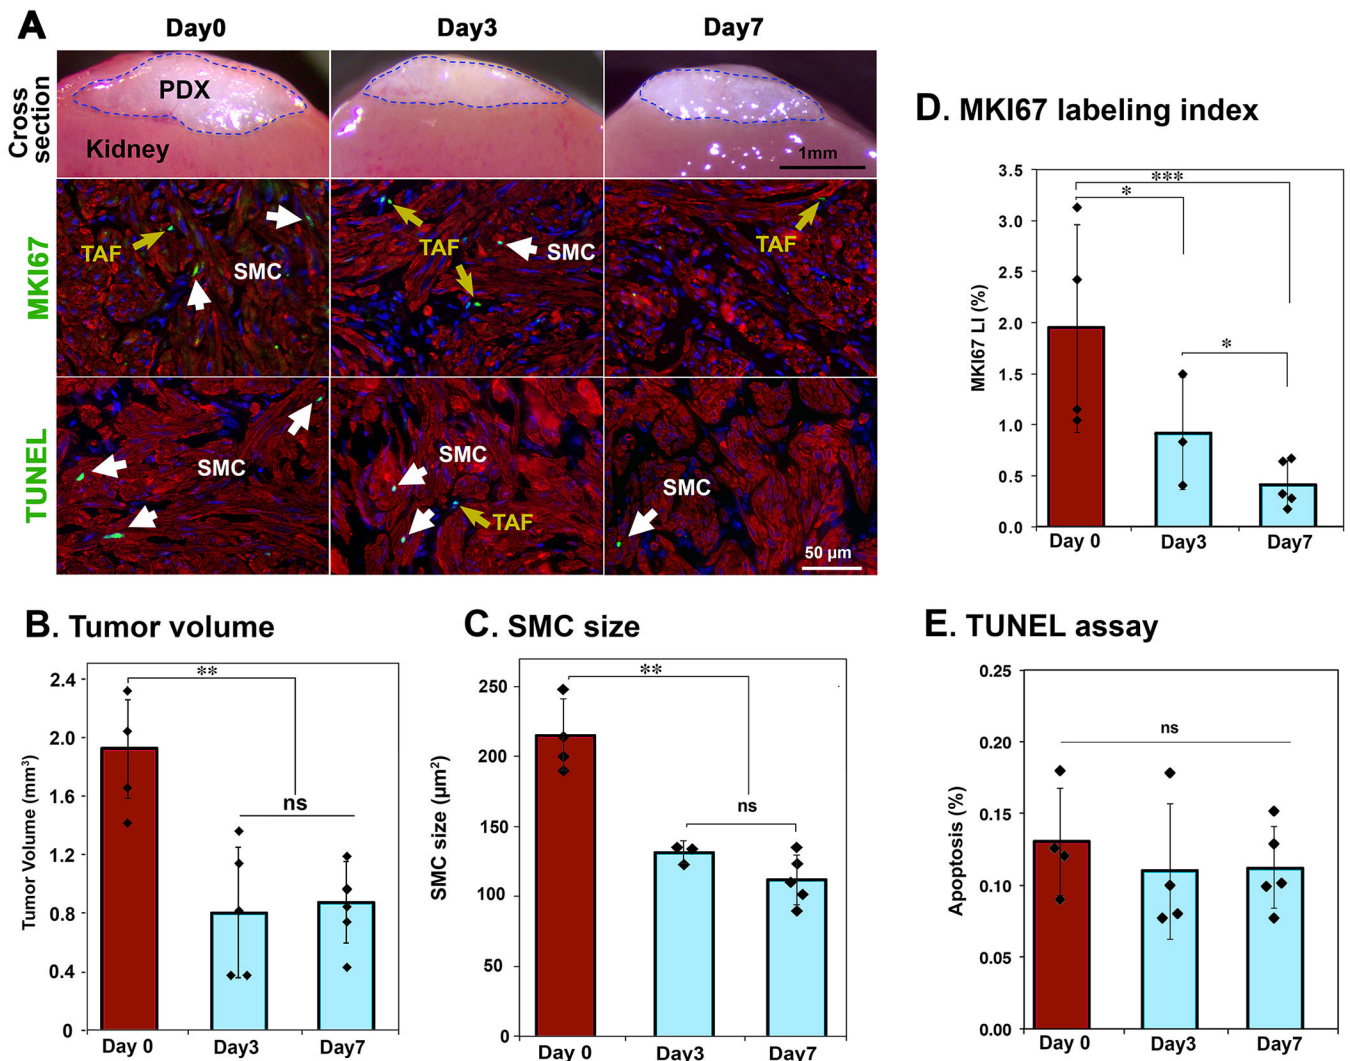 A
Day0
Day3
Day7
Cross
section
PDX
Kidney
1mm
MKI67
TAF
SMC
TAF
SMC
TAF
TUNEL
SMC
SMC
TAF
SMC
50 µm
B. Tumor volume
Tumor Volume (mm³)
2.4
2.0
1.6
1.2
0.8
0.4
0
**
ns
Day 0
Day3
Day7
C. SMC size
SMC size (µm²)
250
200
150
100
50
0
**
ns
Day 0
Day3
Day7
D. MKI67 labeling index
MKI67 LI (%)
3.5
3.0
2.5
2.0
1.5
1.0
0.5
0.0
***
*
*
Day 0
Day3
Day7
E. TUNEL assay
Apoptosis (%)
0.25
0.20
0.15
0.10
0.05
0.00
ns
Day 0
Day3
Day7